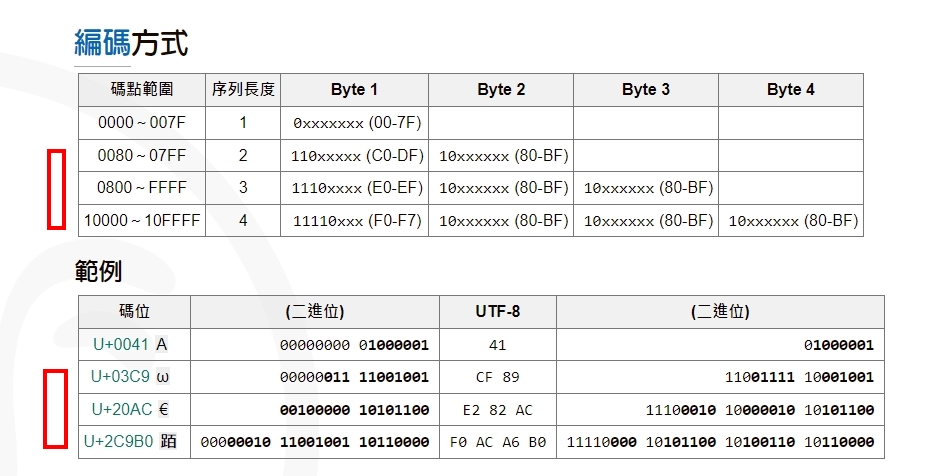 編碼方式
碼點範圍 序列長度 Byte 1 Byte 2 Byte 3 Byte 4
0000～007F 1 0xxxxxxx (00-7F)
0080～07FF 2 110xxxxx (C0-DF) 10xxxxxx (80-BF)
0800～FFFF 3 1110xxxx (E0-EF) 10xxxxxx (80-BF) 10xxxxxx (80-BF)
10000～10FFFF 4 11110xxx (F0-F7) 10xxxxxx (80-BF) 10xxxxxx (80-BF) 10xxxxxx (80-BF)
範例
碼位 (二進位) UTF-8 (二進位)
U+0041 A 00000000 01000001 41 01000001
U+03C9 ω 00000011 11001001 CF 89 11001111 10001001
U+20AC € 00100000 10101100 E2 82 AC 11100010 10000010 10101100
U+2C9B0 𬦰 00000010 11001001 10110000 F0 AC A6 B0 11110000 10101100 10100110 10110000